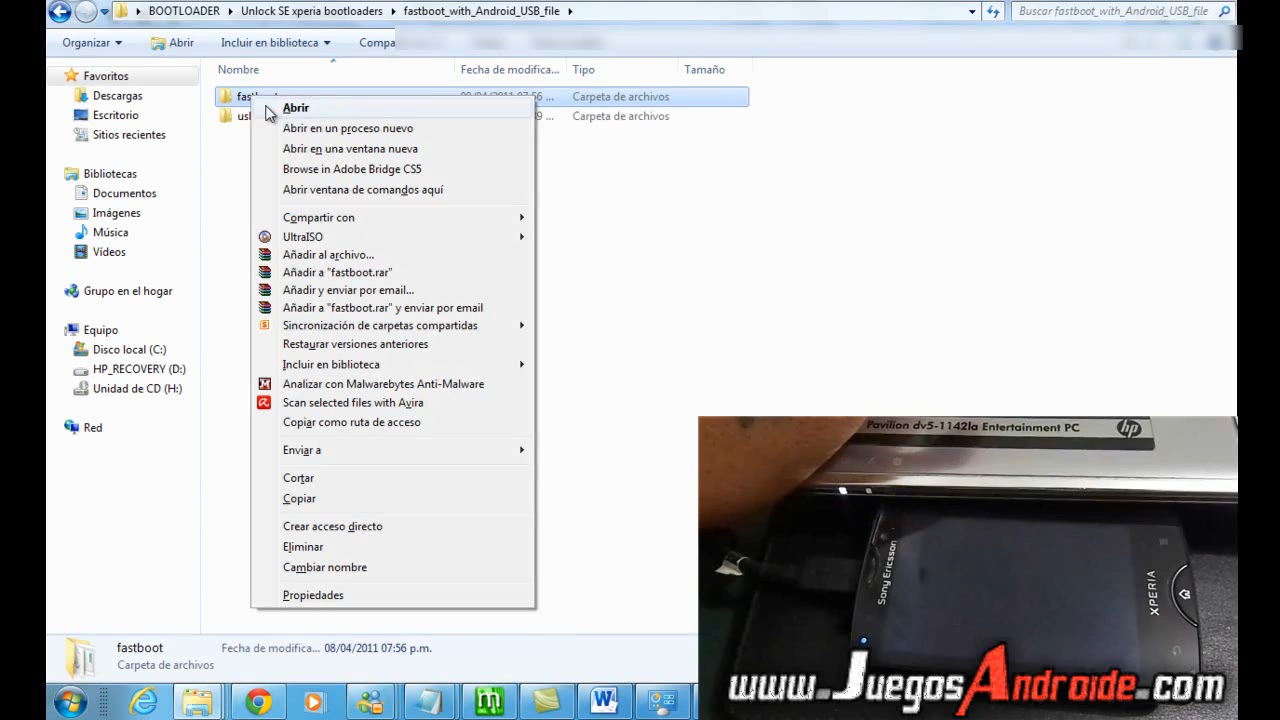 BOOTLOADER ▸ Unlock SE xperia bootloaders ▸ fastboot_with_Android_USB_file ▸
Buscar fastboot_with_Android_USB_file
Organizar
Abrir
Incluir en biblioteca
Compa
Nombre
Fecha de modifica...
Tipo
Tamaño
08/04/2011 07:56 ...
Carpeta de archivos
Carpeta de archivos
Favoritos
Descargas
Escritorio
Sitios recientes
Bibliotecas
Documentos
Imágenes
Música
Vídeos
Grupo en el hogar
Equipo
Disco local (C:)
HP_RECOVERY (D:)
Unidad de CD (H:)
Red
Abrir
Abrir en un proceso nuevo
Abrir en una ventana nueva
Browse in Adobe Bridge CS5
Abrir ventana de comandos aquí
Compartir con
UltraISO
Añadir al archivo...
Añadir a "fastboot.rar"
Añadir y enviar por email...
Añadir a "fastboot.rar" y enviar por email
Sincronización de carpetas compartidas
Restaurar versiones anteriores
Incluir en biblioteca
Analizar con Malwarebytes Anti-Malware
Scan selected files with Avira
Copiar como ruta de acceso
Enviar a
Cortar
Copiar
Crear acceso directo
Eliminar
Cambiar nombre
Propiedades
fastboot
Fecha de modifica... 08/04/2011 07:56 p.m.
Carpeta de archivos
Pavilion dv5-1142la Entertainment PC
hp
Sony Ericsson
XPERIA
www.JuegosAndroide.com